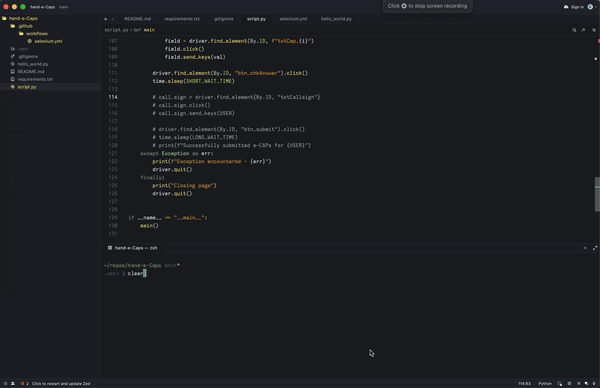 hand-e-Caps main
Click to stop screen recording
Sign in
hand-e-Caps
.github
workflows
selenium.yml
.venv
.gitignore
hello_world.py
README.md
requirements.txt
script.py
README.md requirements.txt .gitignore script.py selenium.yml hello_world.py
script.py › def main
107 field = driver.find_element(By.ID, f"txtCap_{i}")
108 field.click()
109 field.send_keys(val)
110
111 driver.find_element(By.ID, "btn_chkAnswer").click()
112 time.sleep(SHORT_WAIT_TIME)
113
114 # call_sign = driver.find_element(By.ID, "txtCallsign")
115 # call_sign.click()
116 # call_sign.send_keys(USER)
117
118 # driver.find_element(By.ID, "btn_submit").click()
119 # time.sleep(LONG_WAIT_TIME)
120 # print(f"Successfully submitted e-CAPs for {USER}")
121 except Exception as err:
122 print(f"Exception encountered - {err}")
123 driver.quit()
124 finally:
125 print("Closing page")
126 driver.quit()
127
128
129 if __name__ == "__main__":
130 main()
131
hand-e-Caps — zsh
~/repos/hand-e-Caps main*
.venv ❯ clear
2 Click to restart and update Zed 114/63 Python